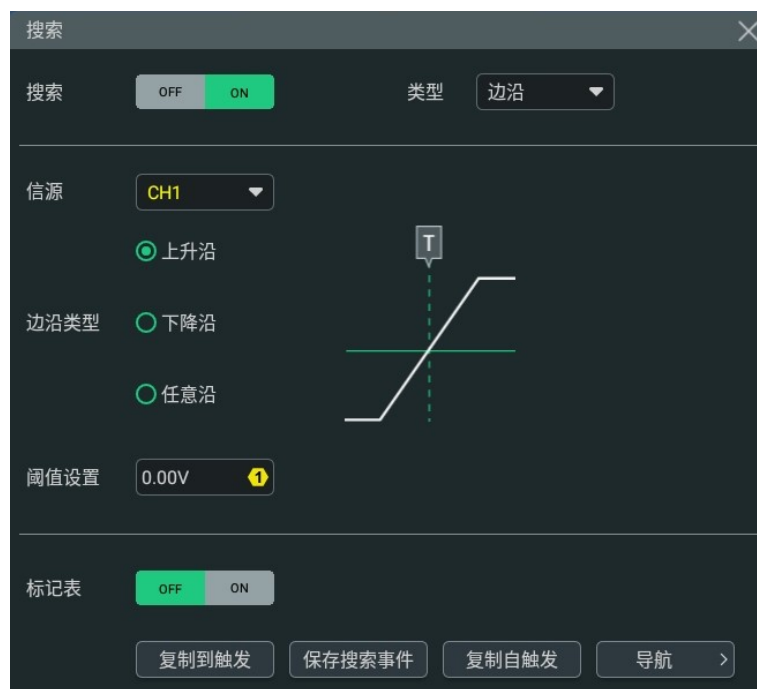 搜索
搜索 OFF ON 类型 边沿
信源 CH1
上升沿
T
边沿类型 下降沿
任意沿
阈值设置 0.00V 1
标记表 OFF ON
复制到触发 保存搜索事件 复制自触发 导航 >